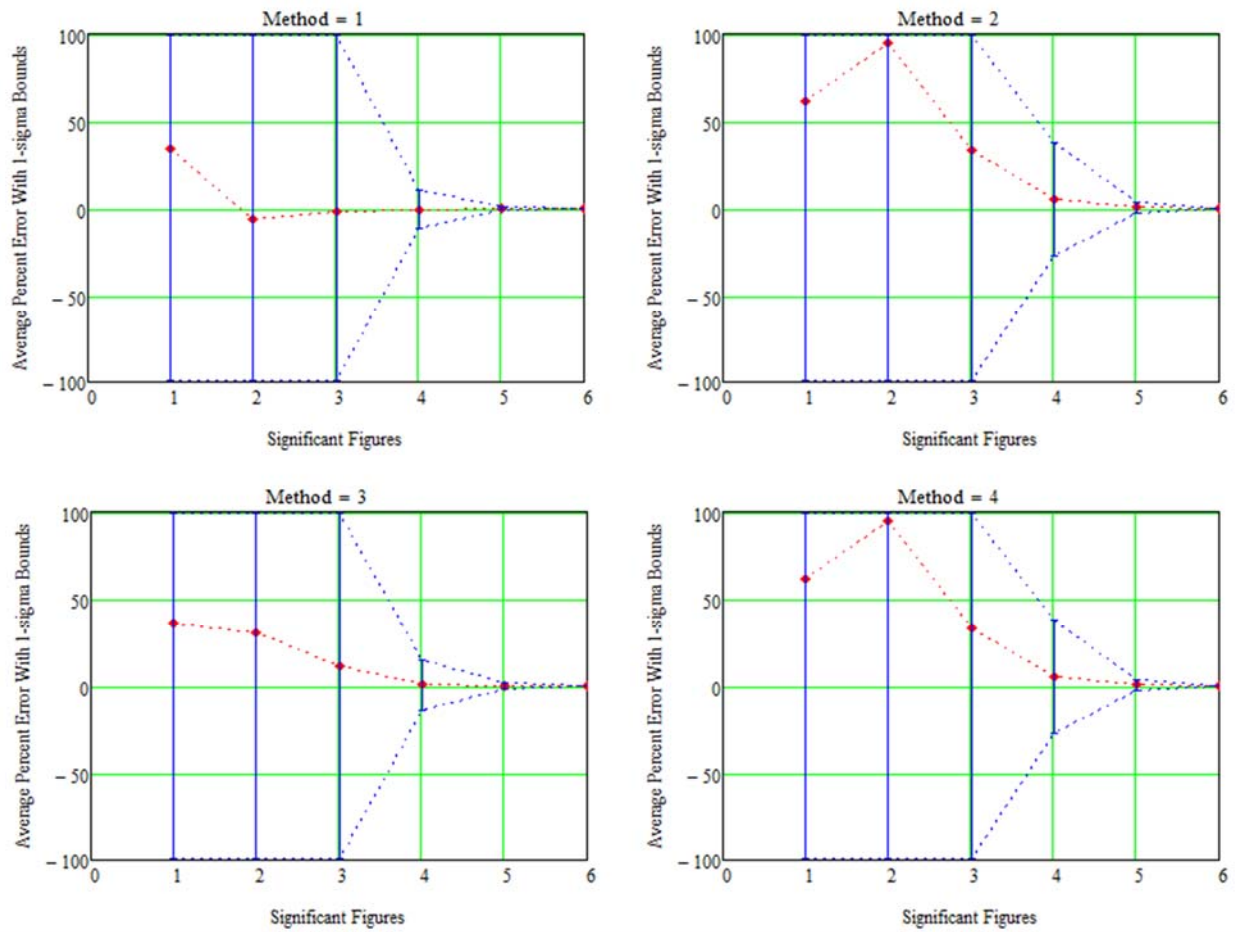 Method = 1
Average Percent Error With 1-sigma Bounds
100
50
0
– 50
– 100
0 1 2 3 4 5 6
Significant Figures
Method = 2
Average Percent Error With 1-sigma Bounds
100
50
0
– 50
– 100
0 1 2 3 4 5 6
Significant Figures
Method = 3
Average Percent Error With 1-sigma Bounds
100
50
0
– 50
– 100
0 1 2 3 4 5 6
Significant Figures
Method = 4
Average Percent Error With 1-sigma Bounds
100
50
0
– 50
– 100
0 1 2 3 4 5 6
Significant Figures